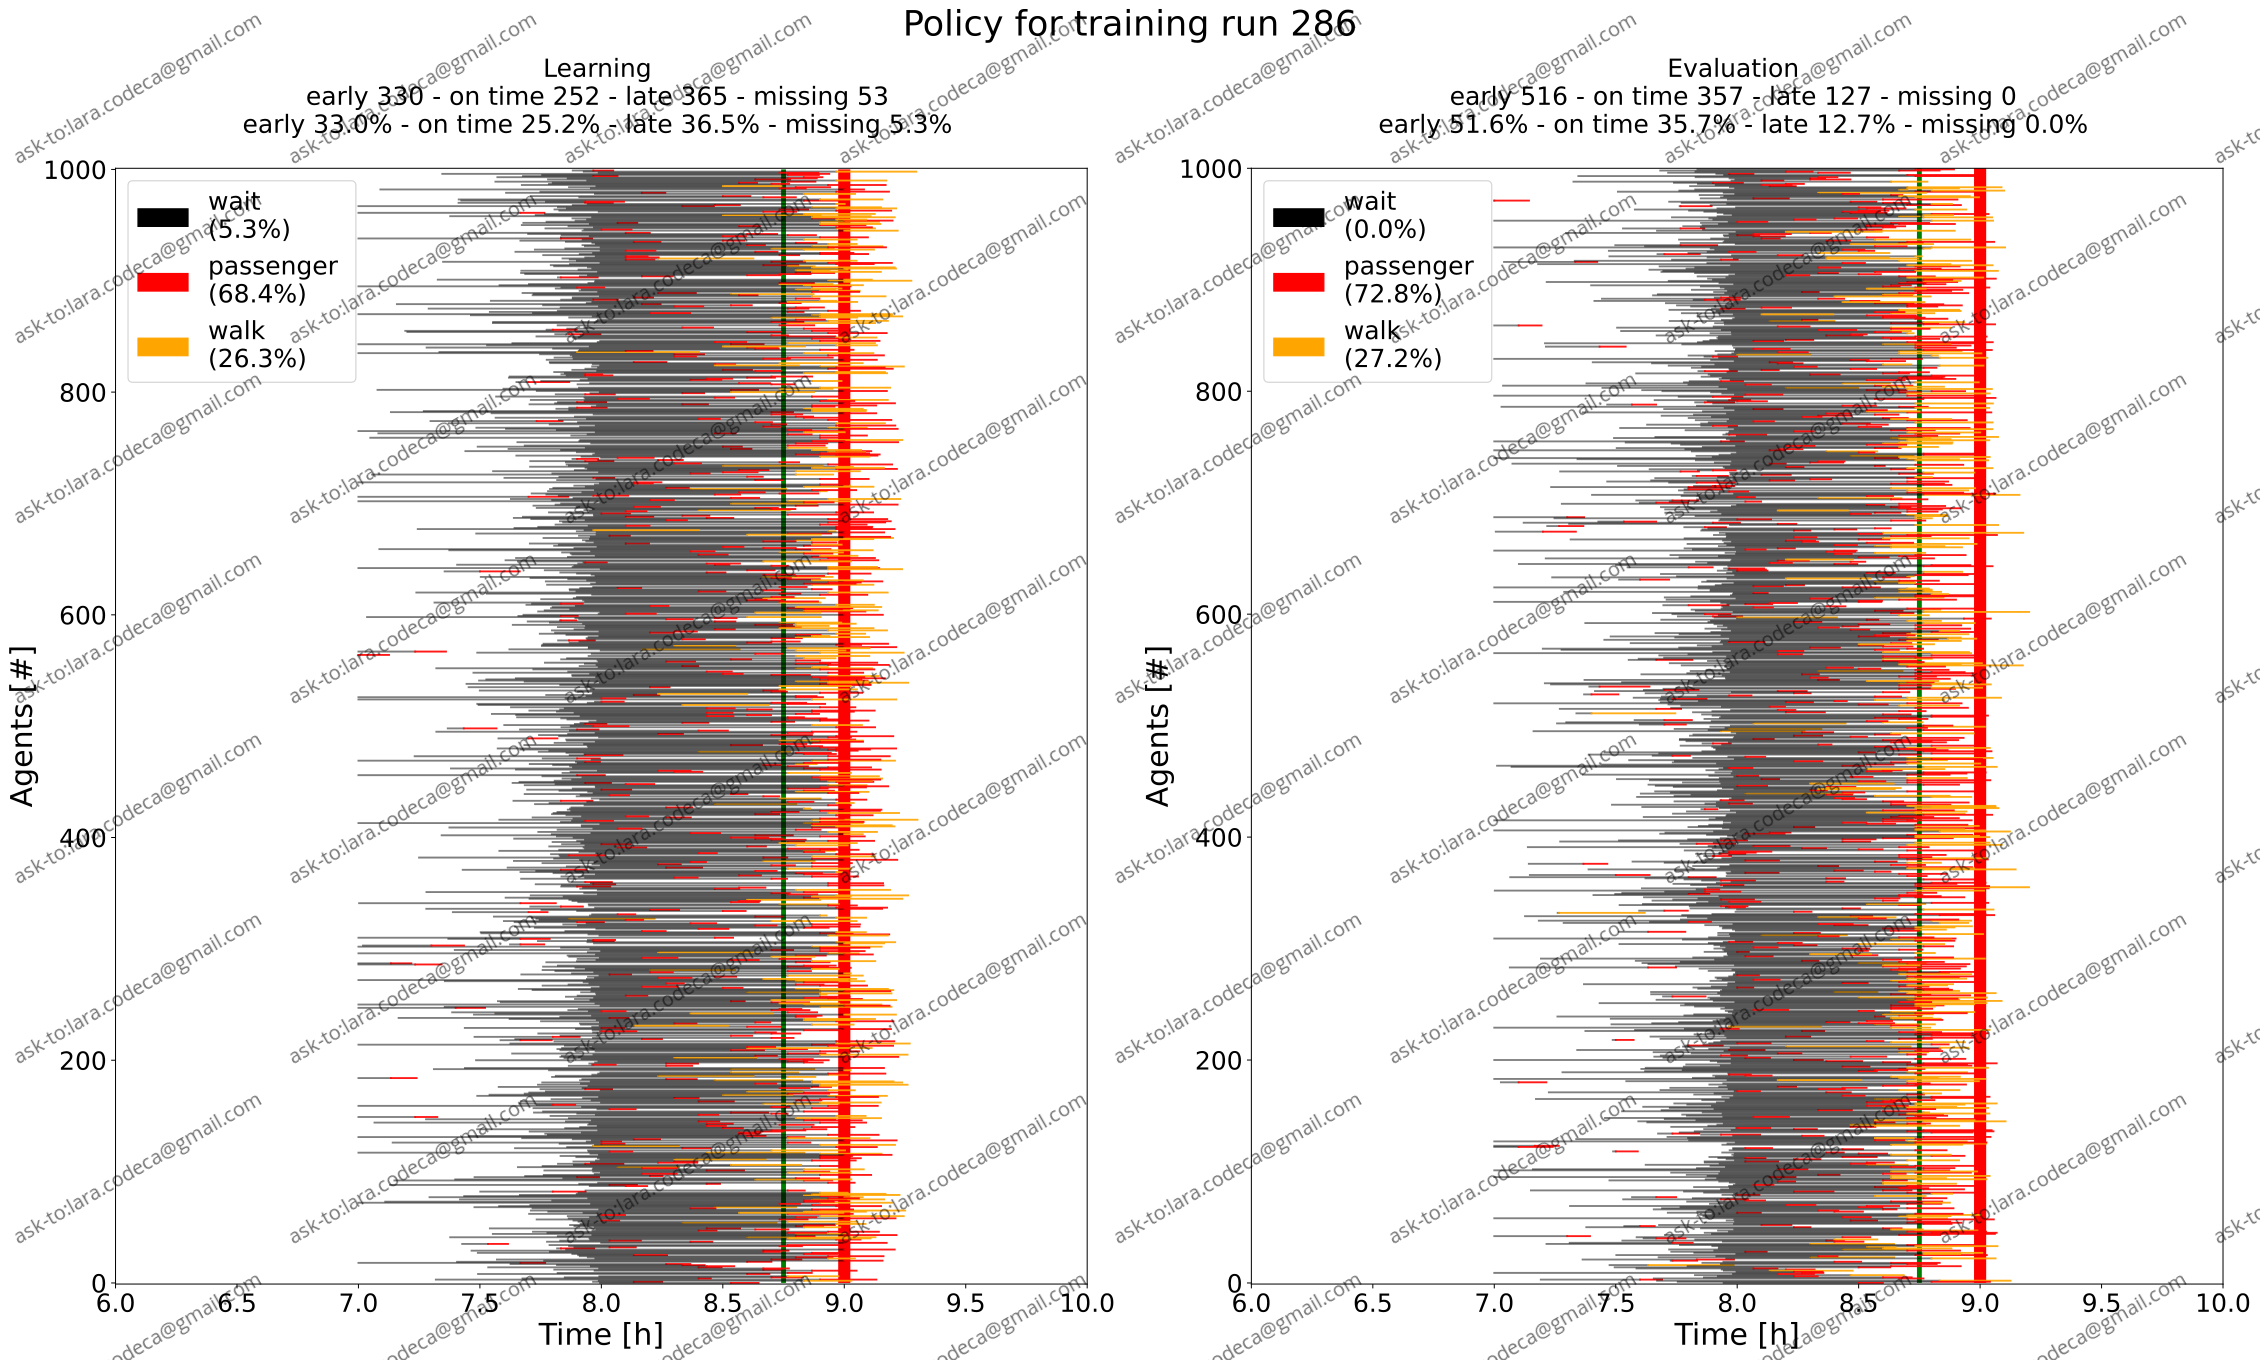 Policy for training run 286
Learning
early 330 - on time 252 - late 365 - missing 53
early 33.0% - on time 25.2% - late 36.5% - missing 5.3%
1000
800
600
400
200
0
Agents [#]
wait
(5.3%)
passenger
(68.4%)
walk
(26.3%)
6.0 6.5 7.0 7.5 8.0 8.5 9.0 9.5 10.0
Time [h]
Evaluation
early 516 - on time 357 - late 127 - missing 0
early 51.6% - on time 35.7% - late 12.7% - missing 0.0%
1000
800
600
400
200
0
Agents [#]
wait
(0.0%)
passenger
(72.8%)
walk
(27.2%)
6.0 6.5 7.0 7.5 8.0 8.5 9.0 9.5 10.0
Time [h]
ask-to:lara.codeca@gmail.com